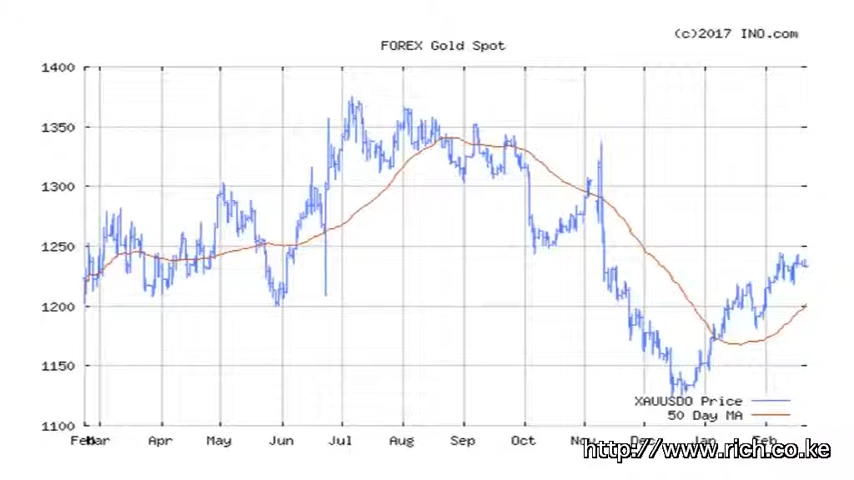 (c)2017 INO.com
FOREX Gold Spot
1400
1350
1300
1250
1200
1150
1100
XAUUSDO Price
50 Day MA
Mar Apr May Jun Jul Aug Sep Oct Nov Dec Jan Feb
http://www.rich.co.ke